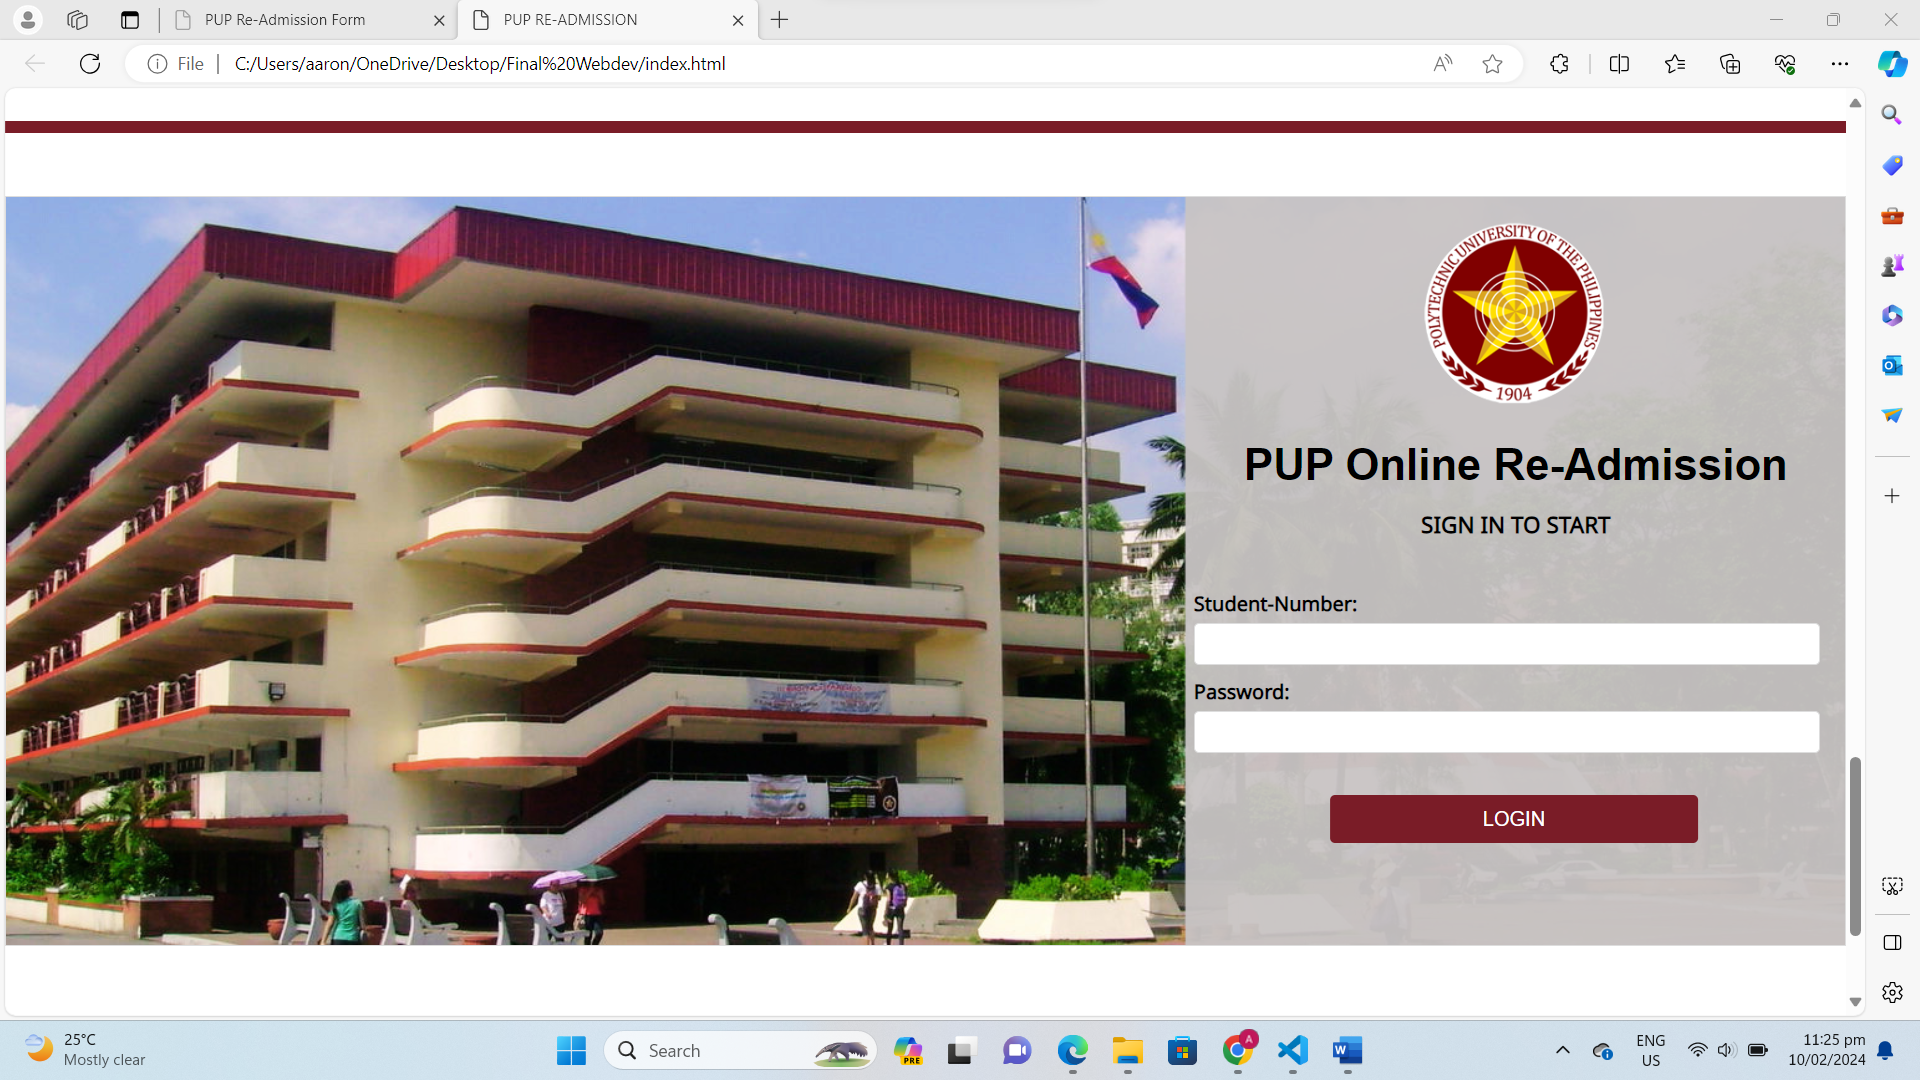 PUP Re-Admission Form
PUP RE-ADMISSION
File
C:/Users/aaron/OneDrive/Desktop/Final%20Webdev/index.html
POLYTECHNIC UNIVERSITY OF THE PHILIPPINES
1904
PUP Online Re-Admission
SIGN IN TO START
Student-Number:
Password:
LOGIN
25°C
Mostly clear
Search
PRE
A
W
ENG
US
11:25 pm
10/02/2024